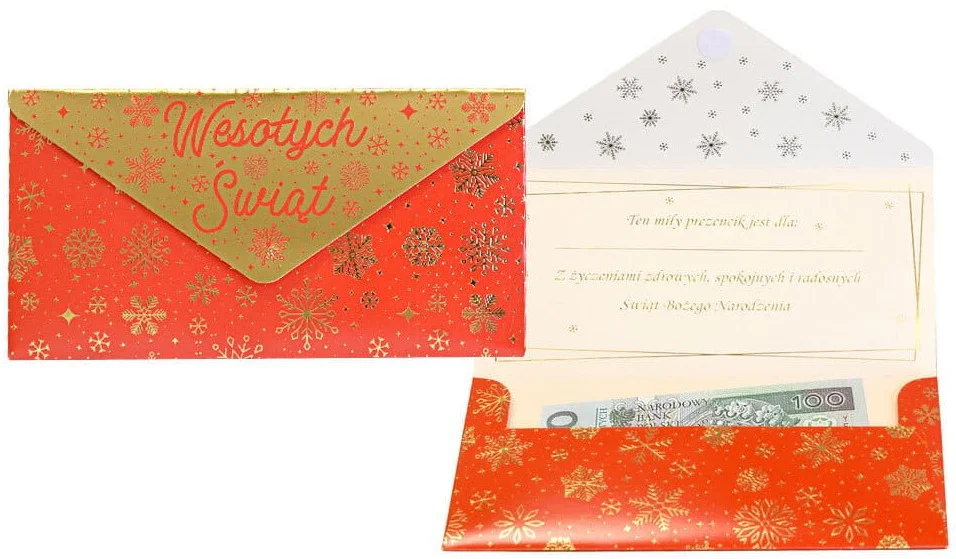 Wesołych
Świąt
Ten miły prezencik jest dla:
Z życzeniami zdrowych, spokojnych i radosnych
Świąt Bożego Narodzenia
100
NARODOWY
BANK